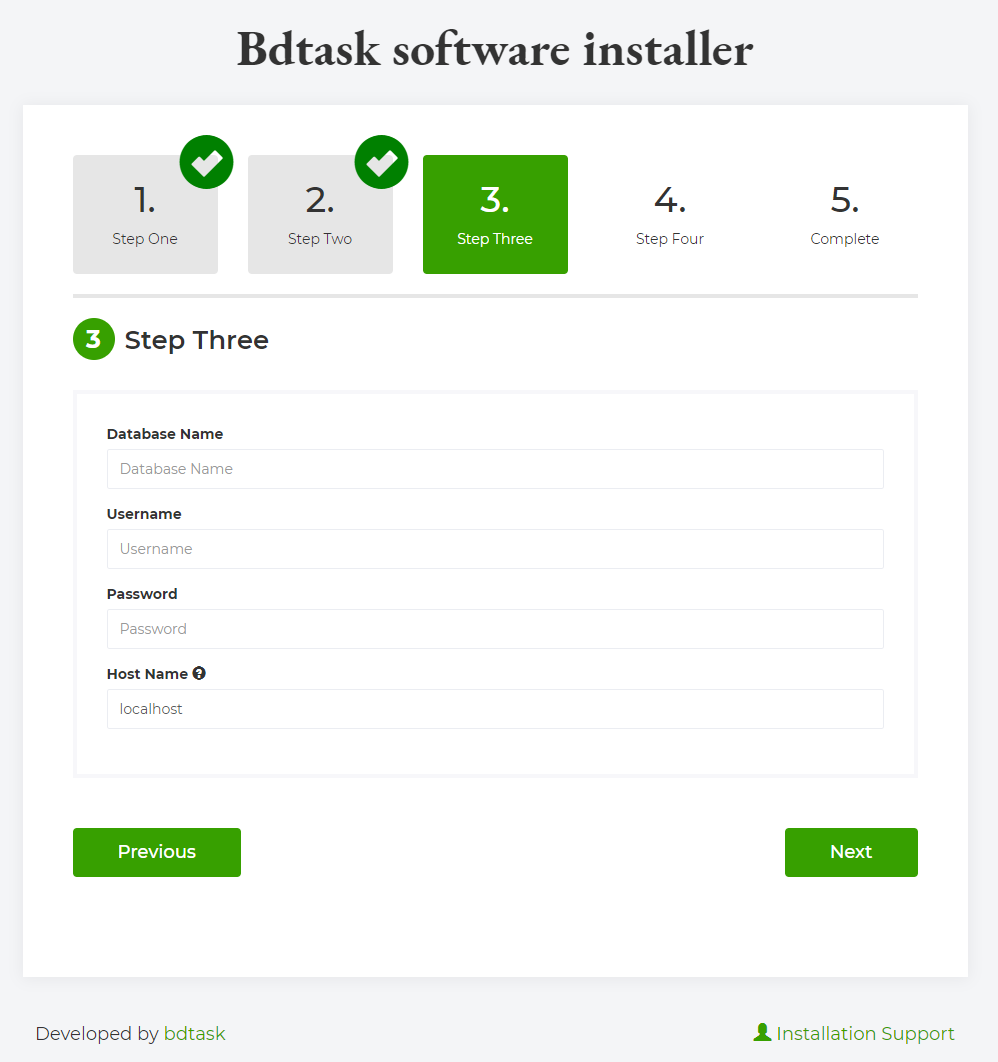 Bdtask software installer
1. 2. 3. 4. 5.
Step One Step Two Step Three Step Four Complete
3 Step Three
Database Name
Database Name
Username
Username
Password
Password
Host Name ?
localhost
Previous Next
Developed by bdtask Installation Support